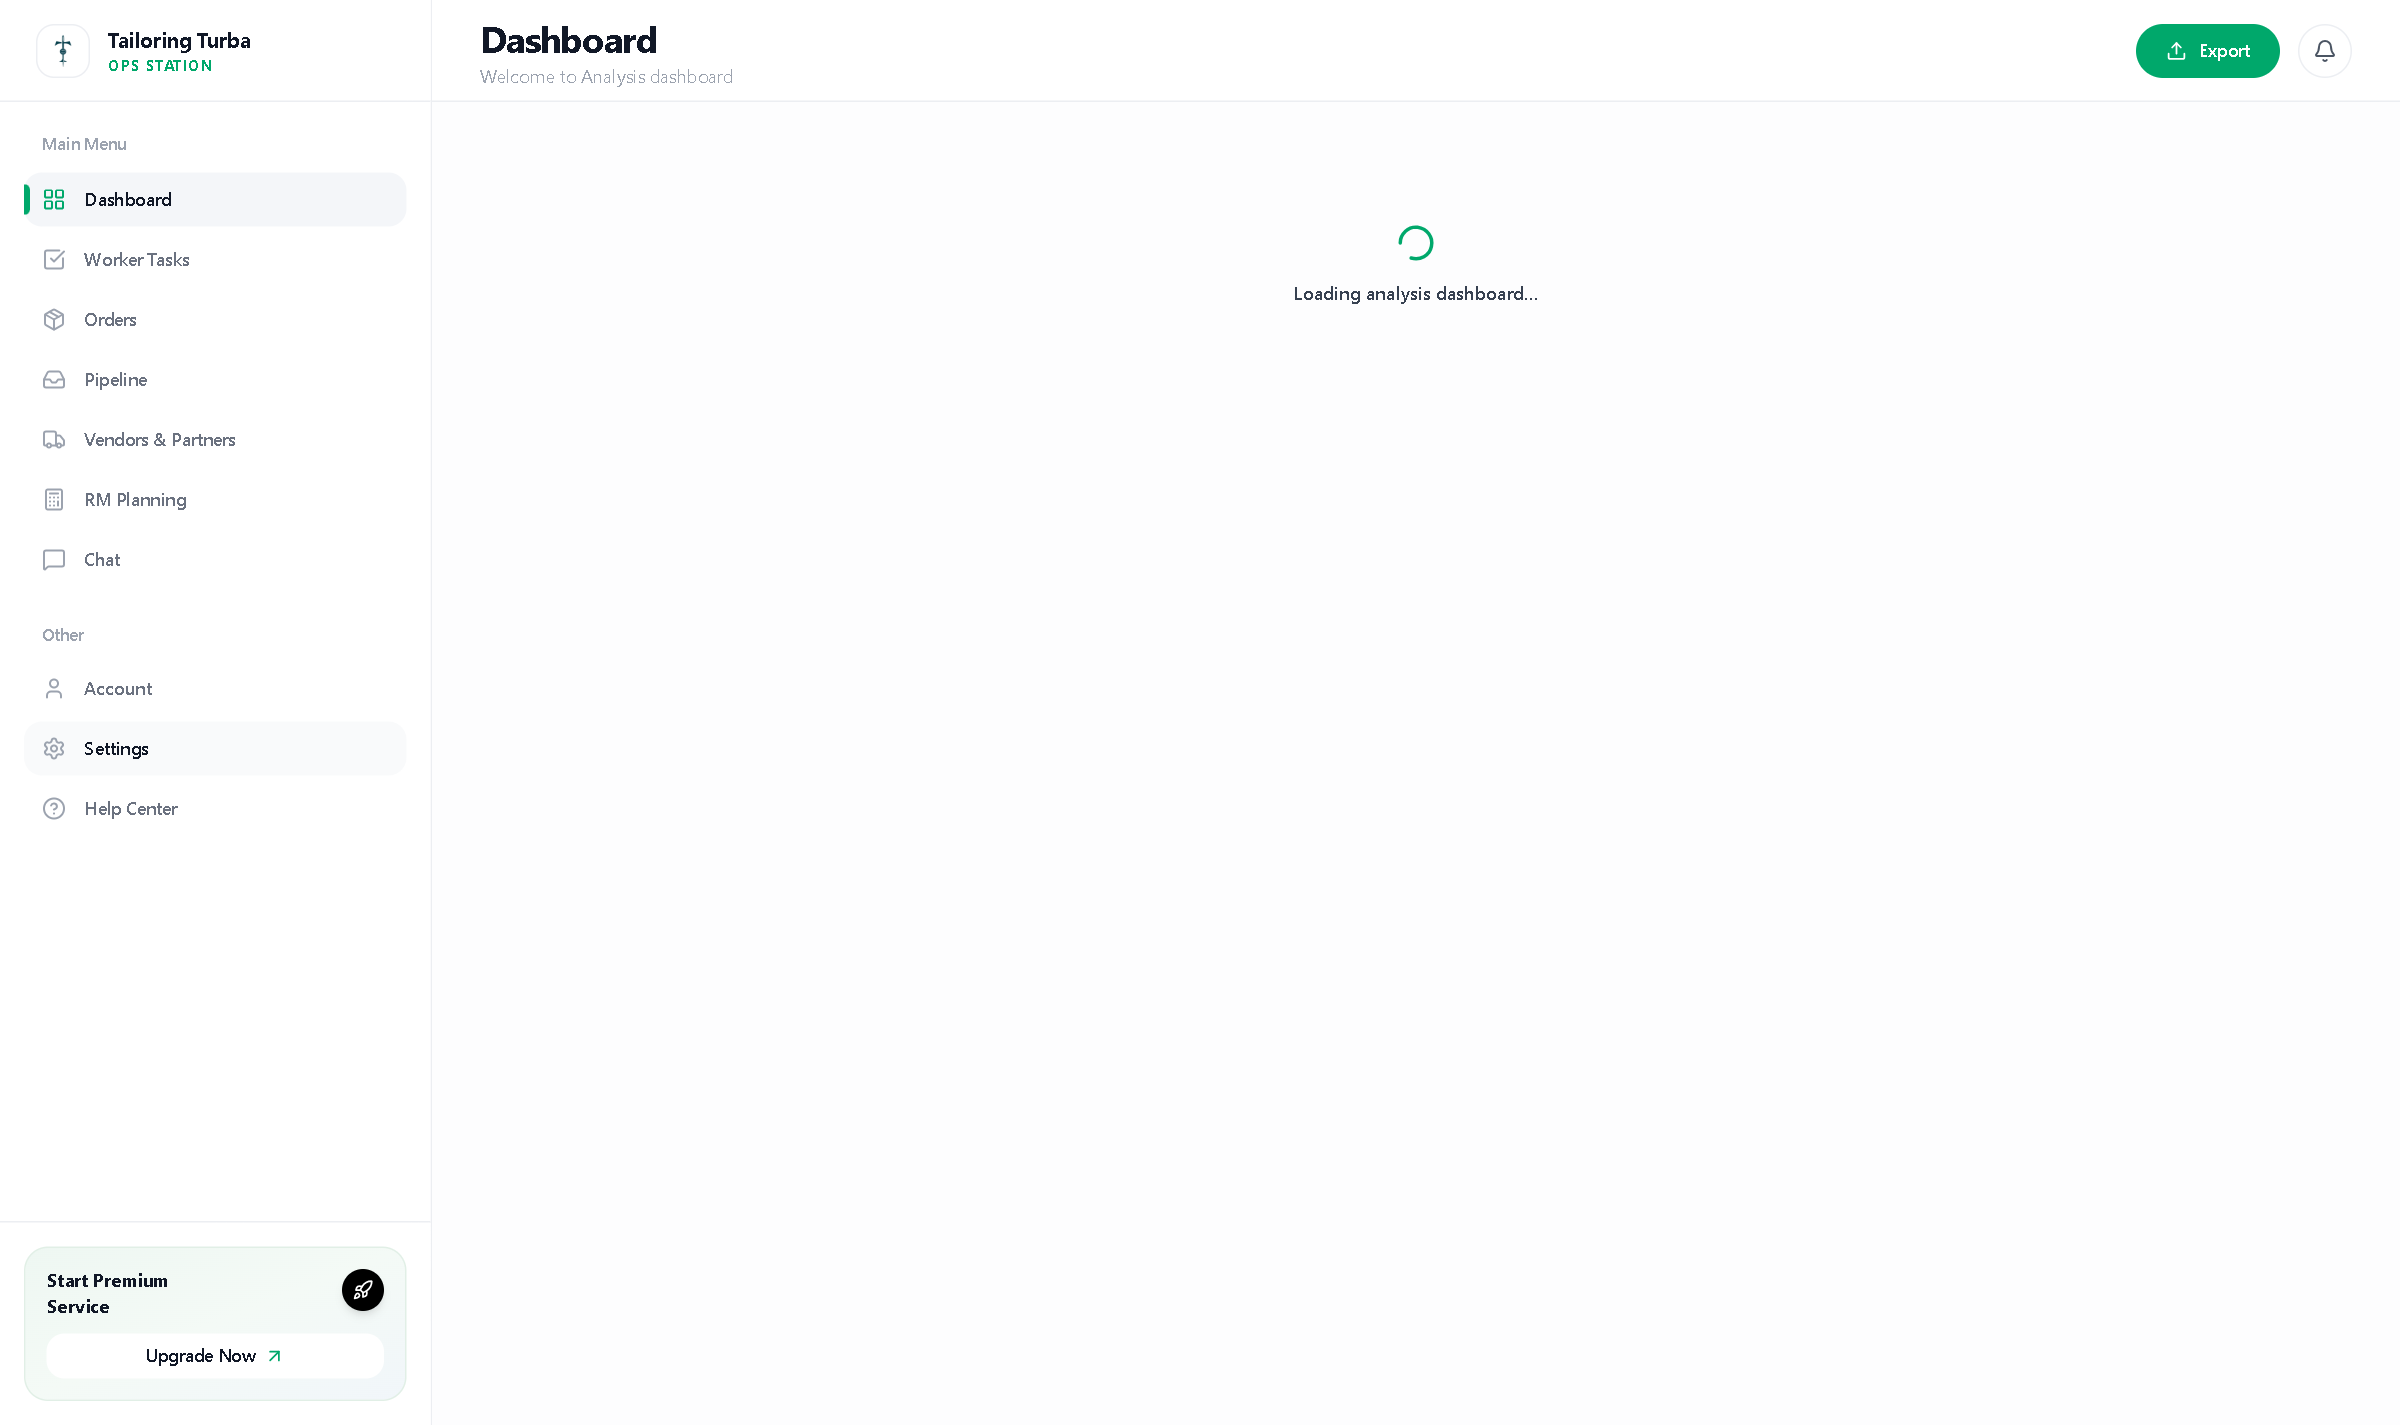 Tailoring Turba
OPS STATION
Dashboard
Welcome to Analysis dashboard
Export
Main Menu
Dashboard
Worker Tasks
Orders
Pipeline
Vendors & Partners
RM Planning
Chat
Other
Account
Settings
Help Center
Loading analysis dashboard...
Start Premium
Service
Upgrade Now